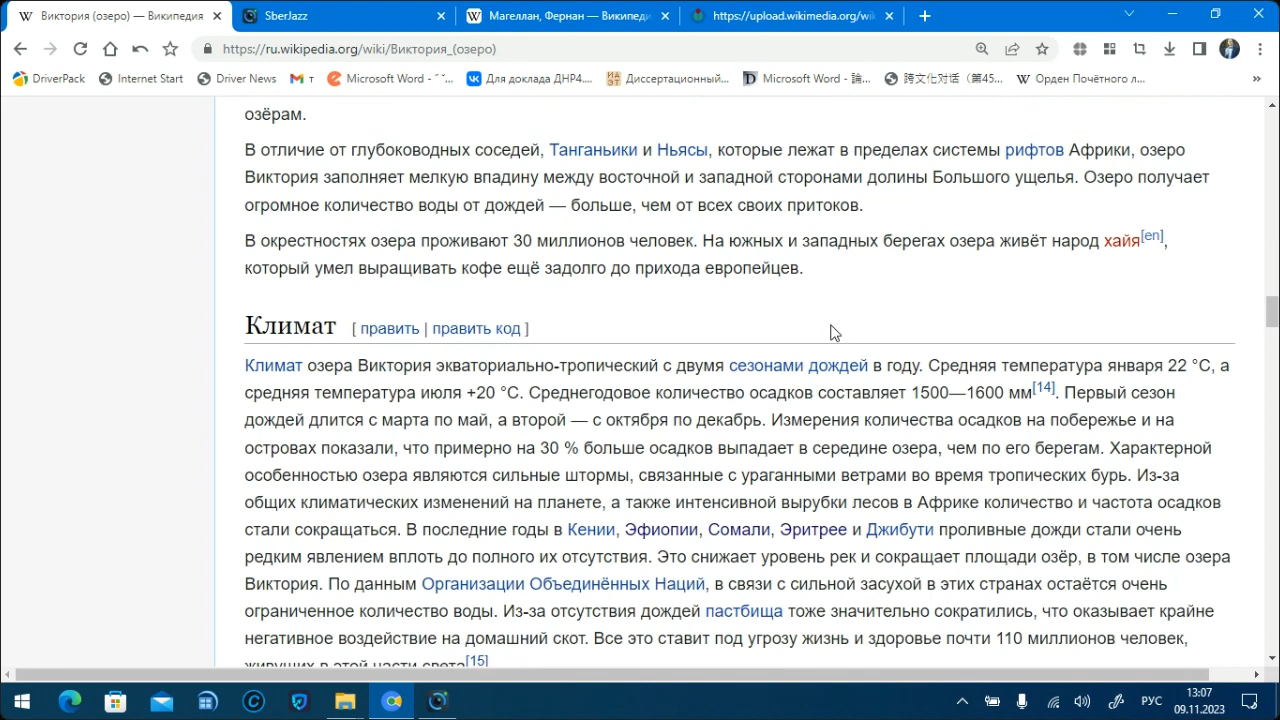 Виктория (озеро) — Википедия
SberJazz
Магеллан, Фернан — Википеди
https://upload.wikimedia.org/wi
https://ru.wikipedia.org/wiki/Виктория_(озеро)
DriverPack
Internet Start
Driver News
т
Microsoft Word -
Для доклада ДНР4....
Диссертационный...
Microsoft Word - 論...
跨文化对话（第45...
Орден Почётного л...
»
озёрам.
В отличие от глубоководных соседей, Танганьики и Ньясы, которые лежат в пределах системы рифтов Африки, озеро
Виктория заполняет мелкую впадину между восточной и западной сторонами долины Большого ущелья. Озеро получает
огромное количество воды от дождей — больше, чем от всех своих притоков.
В окрестностях озера проживают 30 миллионов человек. На южных и западных берегах озера живёт народ хайя[en],
который умел выращивать кофе ещё задолго до прихода европейцев.
Климат [ править | править код ]
Климат озера Виктория экваториально-тропический с двумя сезонами дождей в году. Средняя температура января 22 °C, а
средняя температура июля +20 °C. Среднегодовое количество осадков составляет 1500—1600 мм[14]. Первый сезон
дождей длится с марта по май, а второй — с октября по декабрь. Измерения количества осадков на побережье и на
островах показали, что примерно на 30 % больше осадков выпадает в середине озера, чем по его берегам. Характерной
особенностью озера являются сильные штормы, связанные с ураганными ветрами во время тропических бурь. Из-за
общих климатических изменений на планете, а также интенсивной вырубки лесов в Африке количество и частота осадков
стали сокращаться. В последние годы в Кении, Эфиопии, Сомали, Эритрее и Джибути проливные дожди стали очень
редким явлением вплоть до полного их отсутствия. Это снижает уровень рек и сокращает площади озёр, в том числе озера
Виктория. По данным Организации Объединённых Наций, в связи с сильной засухой в этих странах остаётся очень
ограниченное количество воды. Из-за отсутствия дождей пастбища тоже значительно сократились, что оказывает крайне
негативное воздействие на домашний скот. Все это ставит под угрозу жизнь и здоровье почти 110 миллионов человек,
живущих в этой части света[15]
РУС
13:07
09.11.2023